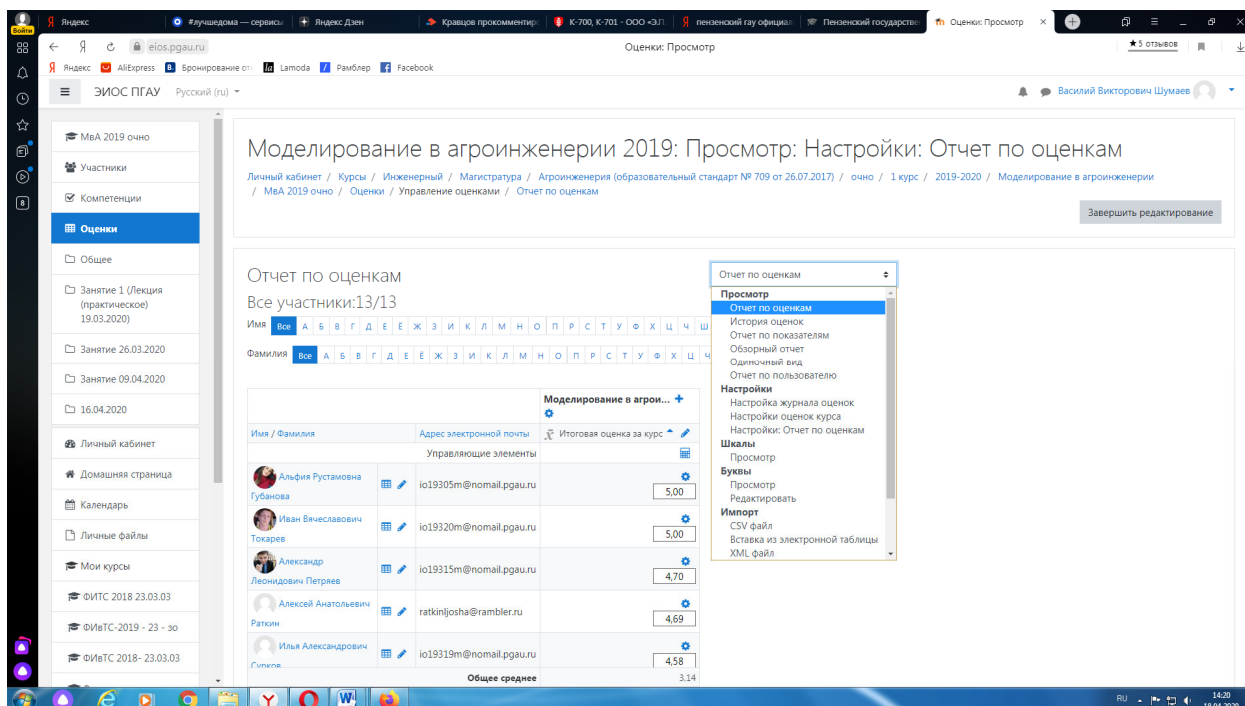 Яндекс
#лучшедома — сервисы
Яндекс Дзен
Кравцов прокомментиро
К-700, К-701 - ООО «Э.П.
пензенский гау официал
Пензенский государстве
Оценки: Просмотр
Войти
eios.pgau.ru
Оценки: Просмотр
★5 отзывов
Яндекс
AliExpress
Бронирование от
Lamoda
Рамблер
Facebook
ЭИОС ПГАУ Русский (ru)
Василий Викторович Шумаев
МвА 2019 очно
Участники
Компетенции
Оценки
Общее
Занятие 1 (Лекция
(практическое)
19.03.2020)
Занятие 26.03.2020
Занятие 09.04.2020
16.04.2020
Личный кабинет
Домашняя страница
Календарь
Личные файлы
Мои курсы
ФИТС 2018 23.03.03
ФИвТС-2019 - 23 - зо
ФИвТС 2018- 23.03.03
Моделирование в агроинженерии 2019: Просмотр: Настройки: Отчет по оценкам
Личный кабинет / Курсы / Инженерный / Магистратура / Агроинженерия (образовательный стандарт № 709 от 26.07.2017) / очно / 1 курс / 2019-2020 / Моделирование в агроинженерии
/ МвА 2019 очно / Оценки / Управление оценками / Отчет по оценкам
Завершить редактирование
Отчет по оценкам
Все участники:13/13
Имя Все А Б В Г Д Е Ё Ж З И К Л М Н О П Р С Т У Ф Х Ц Ч Ш
Фамилия Все А Б В Г Д Е Ё Ж З И К Л М Н О П Р С Т У Ф Х Ц Ч
Моделирование в агрои...
Имя / Фамилия
Адрес электронной почты
x̄ Итоговая оценка за курс
Управляющие элементы
Альфия Рустамовна
Губанова
io19305m@nomail.pgau.ru
5,00
Иван Вячеславович
Токарев
io19320m@nomail.pgau.ru
5,00
Александр
Леонидович Петряев
io19315m@nomail.pgau.ru
4,70
Алексей Анатольевич
Раткин
ratkinljosha@rambler.ru
4,69
Илья Александрович
Сурков
io19319m@nomail.pgau.ru
4,58
Общее среднее
3,14
Отчет по оценкам
Просмотр
Отчет по оценкам
История оценок
Отчет по показателям
Обзорный отчет
Одиночный вид
Отчет по пользователю
Настройки
Настройка журнала оценок
Настройки оценок курса
Настройки: Отчет по оценкам
Шкалы
Просмотр
Буквы
Просмотр
Редактировать
Импорт
CSV файл
Вставка из электронной таблицы
XML файл
RU
14:20
18.04.2020